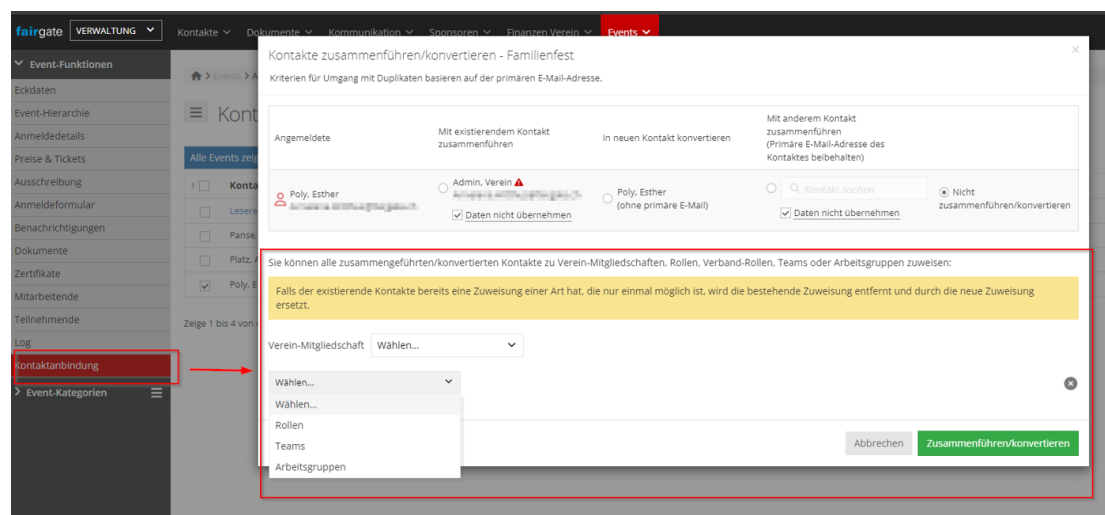 fairgate VERWALTUNG Kontakte Dokumente Kommunikation Sponsoren Finanzen Verein Events
Event-Funktionen
Eckdaten
Event-Hierarchie
Anmeldedetails
Preise & Tickets
Ausschreibung
Anmeldeformular
Benachrichtigungen
Dokumente
Zertifikate
Mitarbeitende
Teilnehmende
Log
Kontaktanbindung
Event-Kategorien
Events > A
Kont
Alle Events zeig
Konta
Lesere
Panse,
Platz, A
Poly, E
Zeige 1 bis 4 von
Kontakte zusammenführen/konvertieren - Familienfest
Kriterien für Umgang mit Duplikaten basieren auf der primären E-Mail-Adresse.
Angemeldete
Mit existierendem Kontakt
zusammenführen
In neuen Kontakt konvertieren
Mit anderem Kontakt
zusammenführen
(Primäre E-Mail-Adresse des
Kontaktes beibehalten)
Poly, Esther
Admin, Verein
Daten nicht übernehmen
Poly, Esther
(ohne primäre E-Mail)
Kontakt suchen
Daten nicht übernehmen
Nicht
zusammenführen/konvertieren
Sie können alle zusammengeführten/konvertierten Kontakte zu Verein-Mitgliedschaften, Rollen, Verband-Rollen, Teams oder Arbeitsgruppen zuweisen:
Falls der existierende Kontakte bereits eine Zuweisung einer Art hat, die nur einmal möglich ist, wird die bestehende Zuweisung entfernt und durch die neue Zuweisung
ersetzt.
Verein-Mitgliedschaft Wählen...
Wählen...
Wählen...
Rollen
Teams
Arbeitsgruppen
Abbrechen Zusammenführen/konvertieren